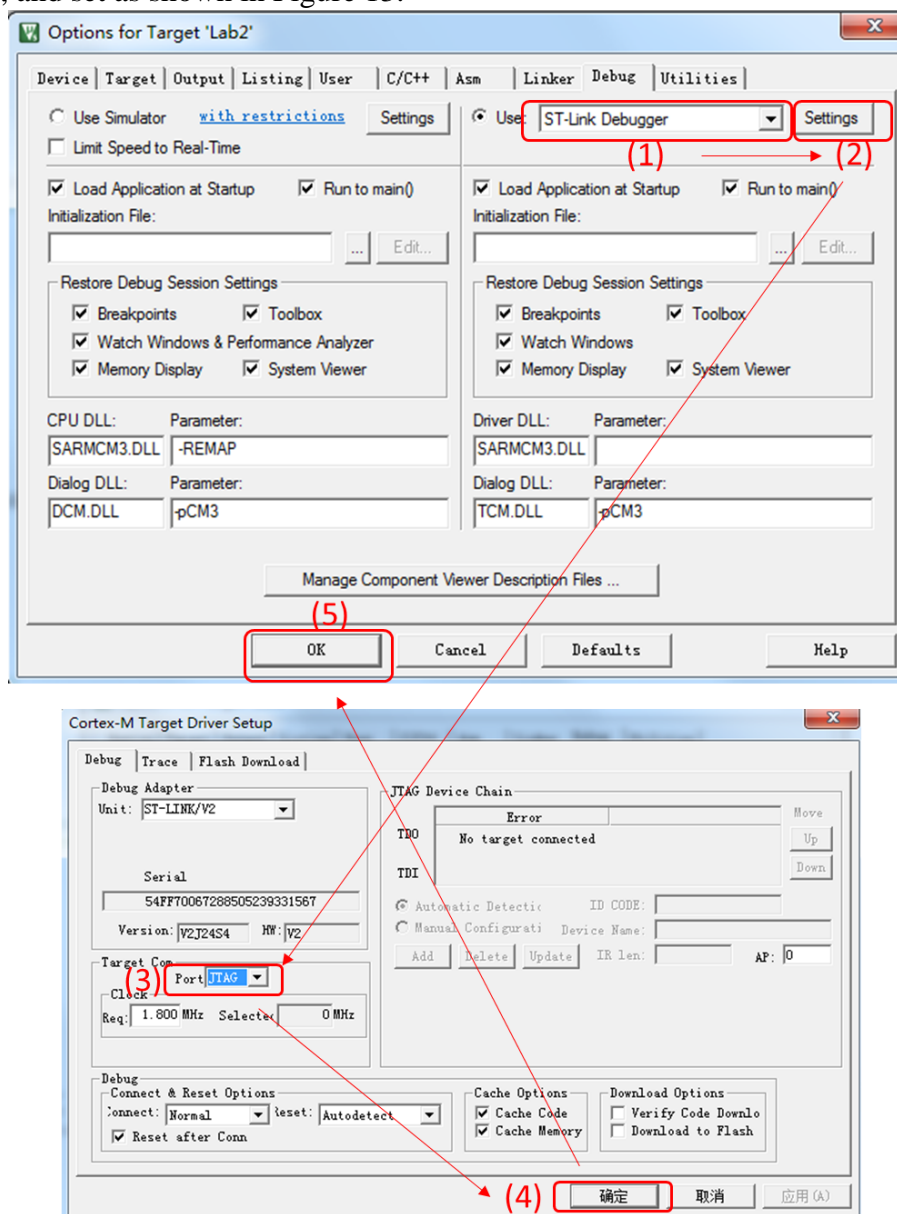 , and set as shown in Figure 13.
Options for Target 'Lab2'
Device Target Output Listing User C/C++ Asm Linker Debug Utilities
Use Simulator with restrictions Settings
Limit Speed to Real-Time
Use: ST-Link Debugger Settings
(1) (2)
Load Application at Startup Run to main()
Initialization File:
... Edit...
Load Application at Startup Run to main()
Initialization File:
... Edit...
Restore Debug Session Settings
Breakpoints Toolbox
Watch Windows & Performance Analyzer
Memory Display System Viewer
Restore Debug Session Settings
Breakpoints Toolbox
Watch Windows
Memory Display System Viewer
CPU DLL: Parameter:
SARMCM3.DLL -REMAP
Dialog DLL: Parameter:
DCM.DLL -pCM3
Driver DLL: Parameter:
SARMCM3.DLL
Dialog DLL: Parameter:
TCM.DLL -pCM3
Manage Component Viewer Description Files ...
(5)
OK Cancel Defaults Help
Cortex-M Target Driver Setup
Debug Trace Flash Download
Debug Adapter
Unit: ST-LINK/V2
Serial
54FF70067288505239331567
Version: V2J24S4 HW: V2
Target Com
(3) Port JTAG
Clock
Req: 1.800 MHz Selected 0 MHz
JTAG Device Chain
Error
TDO No target connected
TDI
Move
Up
Down
Automatic Detectic ID CODE:
Manual Configurati Device Name:
Add Delete Update IR len: AP: 0
Debug
Connect & Reset Options
Connect: Normal Reset: Autodetect
Reset after Conn
Cache Options
Cache Code
Cache Memory
Download Options
Verify Code Downlo
Download to Flash
(4) 确定 取消 应用(A)